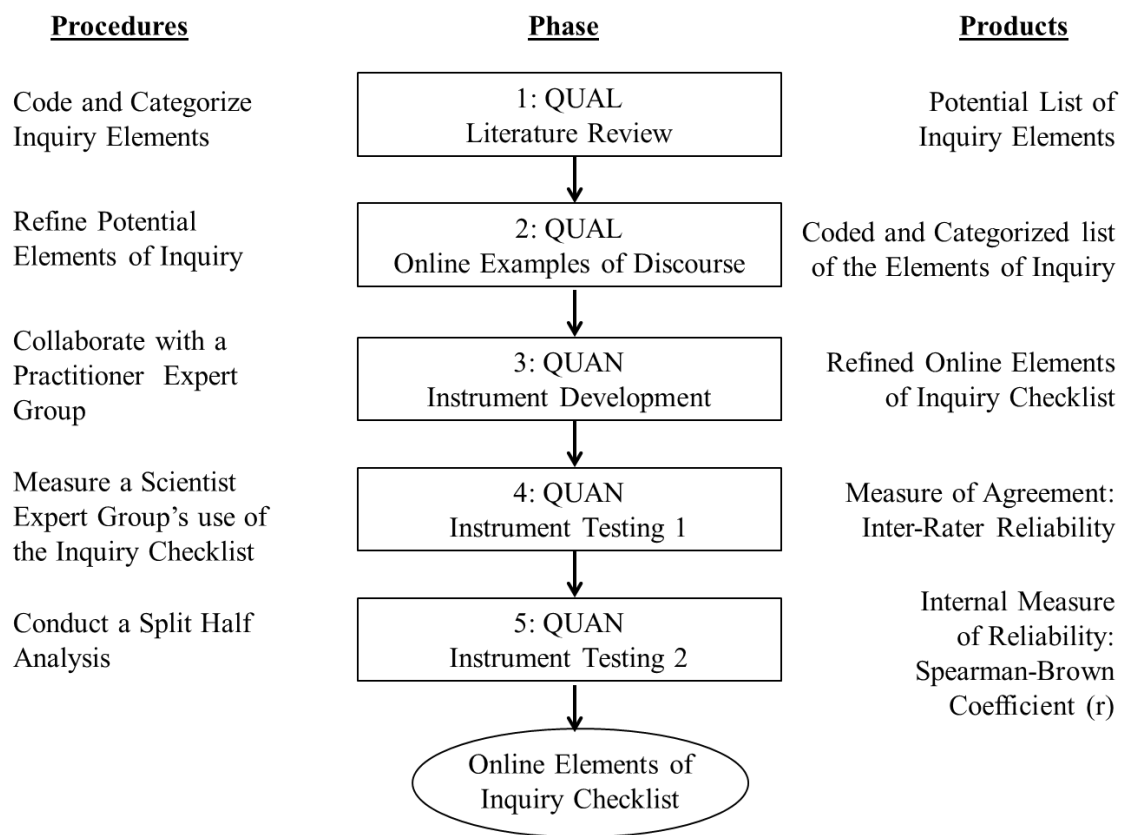 Procedures
Phase
Products
Code and Categorize
Inquiry Elements
1: QUAL
Literature Review
Potential List of
Inquiry Elements
Refine Potential
Elements of Inquiry
2: QUAL
Online Examples of Discourse
Coded and Categorized list
of the Elements of Inquiry
Collaborate with a
Practitioner Expert
Group
3: QUAN
Instrument Development
Refined Online Elements
of Inquiry Checklist
Measure a Scientist
Expert Group's use of
the Inquiry Checklist
4: QUAN
Instrument Testing 1
Measure of Agreement:
Inter-Rater Reliability
Conduct a Split Half
Analysis
5: QUAN
Instrument Testing 2
Internal Measure
of Reliability:
Spearman-Brown
Coefficient (r)
Online Elements of
Inquiry Checklist